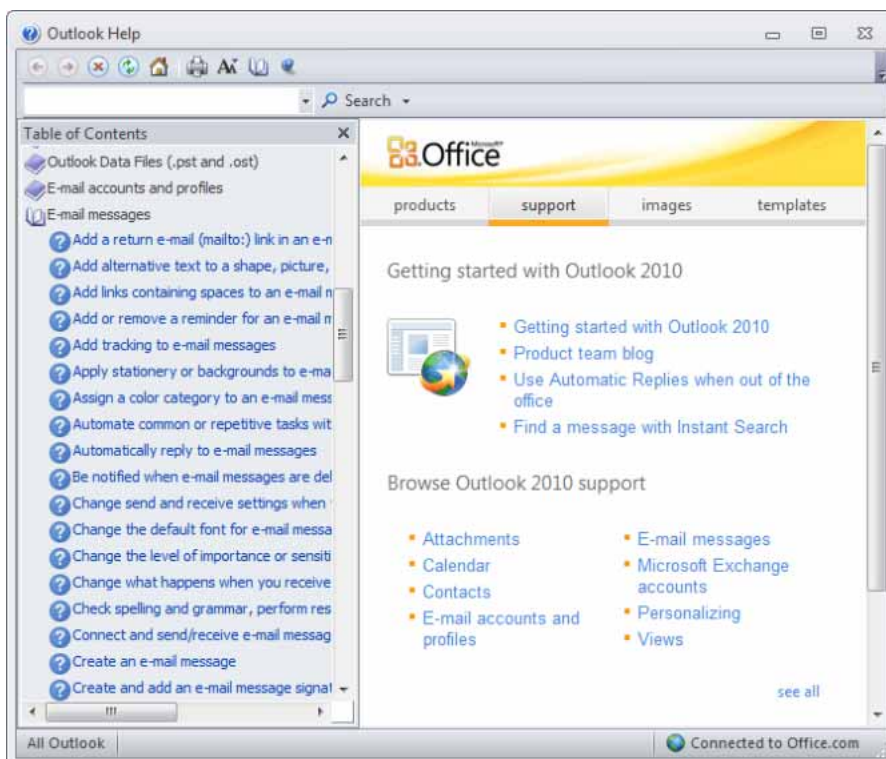 Outlook Help
Search
Table of Contents
Outlook Data Files (.pst and .ost)
E-mail accounts and profiles
E-mail messages
Add a return e-mail (mailto:) link in an e-n
Add alternative text to a shape, picture,
Add links containing spaces to an e-mail n
Add or remove a reminder for an e-mail n
Add tracking to e-mail messages
Apply stationery or backgrounds to e-ma
Assign a color category to an e-mail mess
Automate common or repetitive tasks wit
Automatically reply to e-mail messages
Be notified when e-mail messages are del
Change send and receive settings when
Change the default font for e-mail messa
Change the level of importance or sensiti
Change what happens when you receive
Check spelling and grammar, perform res
Connect and send/receive e-mail messag
Create an e-mail message
Create and add an e-mail message signat
Microsoft
Office
products support images templates
Getting started with Outlook 2010
Getting started with Outlook 2010
Product team blog
Use Automatic Replies when out of the
office
Find a message with Instant Search
Browse Outlook 2010 support
Attachments
Calendar
Contacts
E-mail accounts and
profiles
E-mail messages
Microsoft Exchange
accounts
Personalizing
Views
see all
All Outlook
Connected to Office.com